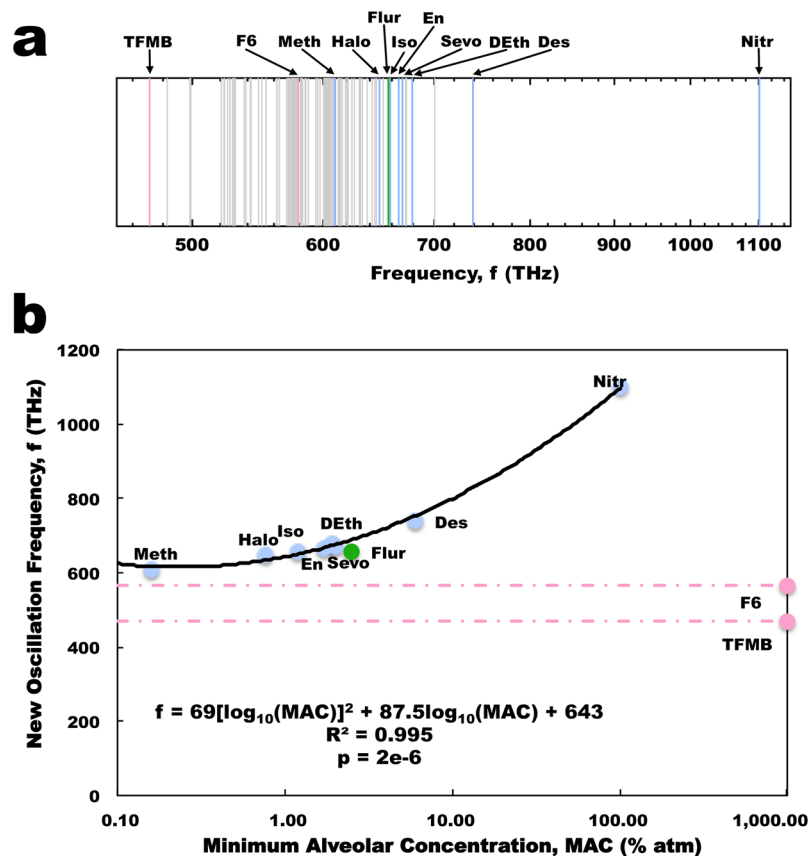 a
Flur En
TFMB F6 Meth Halo Iso Sevo DEth Des Nitr
500 600 700 800 900 1000 1100
Frequency, f (THz)
b
New Oscillation Frequency, f (THz)
1200
1000
800
600
400
200
0
Nitr
Des
DEth
Iso
Halo
Meth
En Sevo Flur
F6
TFMB
f = 69[log₁₀(MAC)]² + 87.5log₁₀(MAC) + 643
R² = 0.995
p = 2e-6
0.10 1.00 10.00 100.00 1,000.00
Minimum Alveolar Concentration, MAC (% atm)